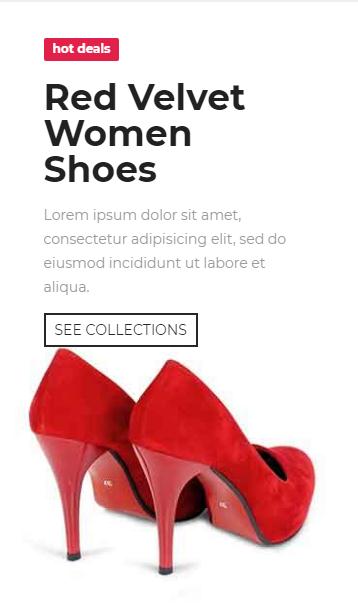 hot deals
Red Velvet
Women
Shoes
Lorem ipsum dolor sit amet,
consectetur adipisicing elit, sed do
eiusmod incididunt ut labore et
aliqua.
SEE COLLECTIONS